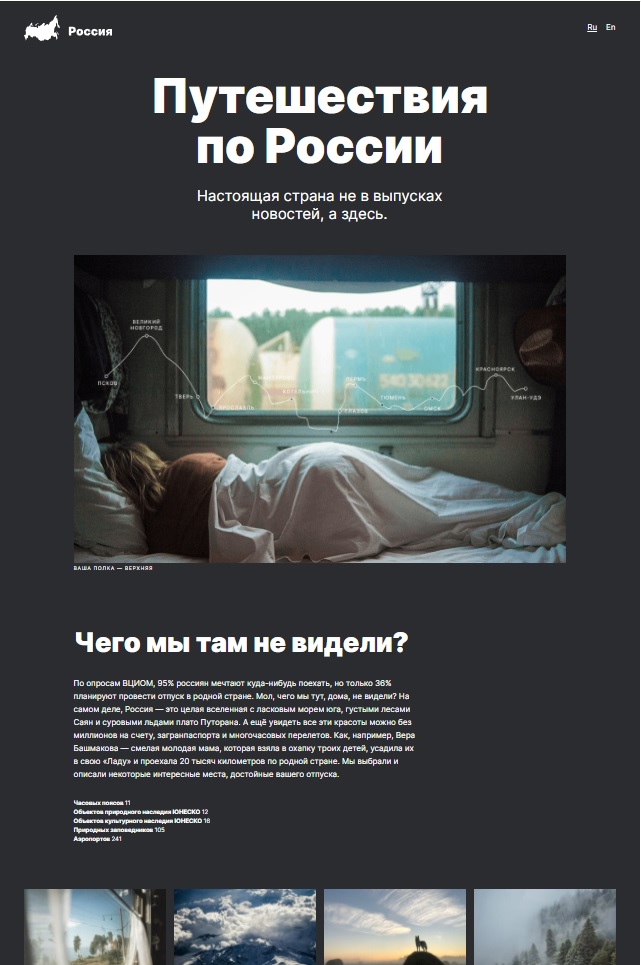 Россия
Ru En
Путешествия
по России
Настоящая страна не в выпусках
новостей, а здесь.
ВЕЛИКИЙ
НОВГОРОД
ПСКОВ
ТВЕРЬ
ЯРОСЛАВЛЬ
ПЕРМЬ
ГЛАЗОВ
ТЮМЕНЬ
ОМСК
КРАСНОЯРСК
УЛАН-УДЭ
54030622
ВАША ПОЛКА — ВЕРХНЯЯ
Чего мы там не видели?
По опросам ВЦИОМ, 95% россиян мечтают куда-нибудь поехать, но только 36%
планируют провести отпуск в родной стране. Мол, чего мы тут, дома, не видели? На
самом деле, Россия — это целая вселенная с ласковым морем юга, густыми лесами
Саян и суровыми льдами плато Путорана. А ещё увидеть все эти красоты можно без
миллионов на счету, загранпаспорта и многочасовых перелетов. Как, например, Вера
Башмакова — смелая молодая мама, которая взяла в охапку троих детей, усадила их
в свою «Ладу» и проехала 20 тысяч километров по родной стране. Мы выбрали и
описали некоторые интересные места, достойные вашего отпуска.
Часовых поясов 11
Объектов природного наследия ЮНЕСКО 12
Объектов культурного наследия ЮНЕСКО 16
Природных заповедников 105
Аэропортов 241